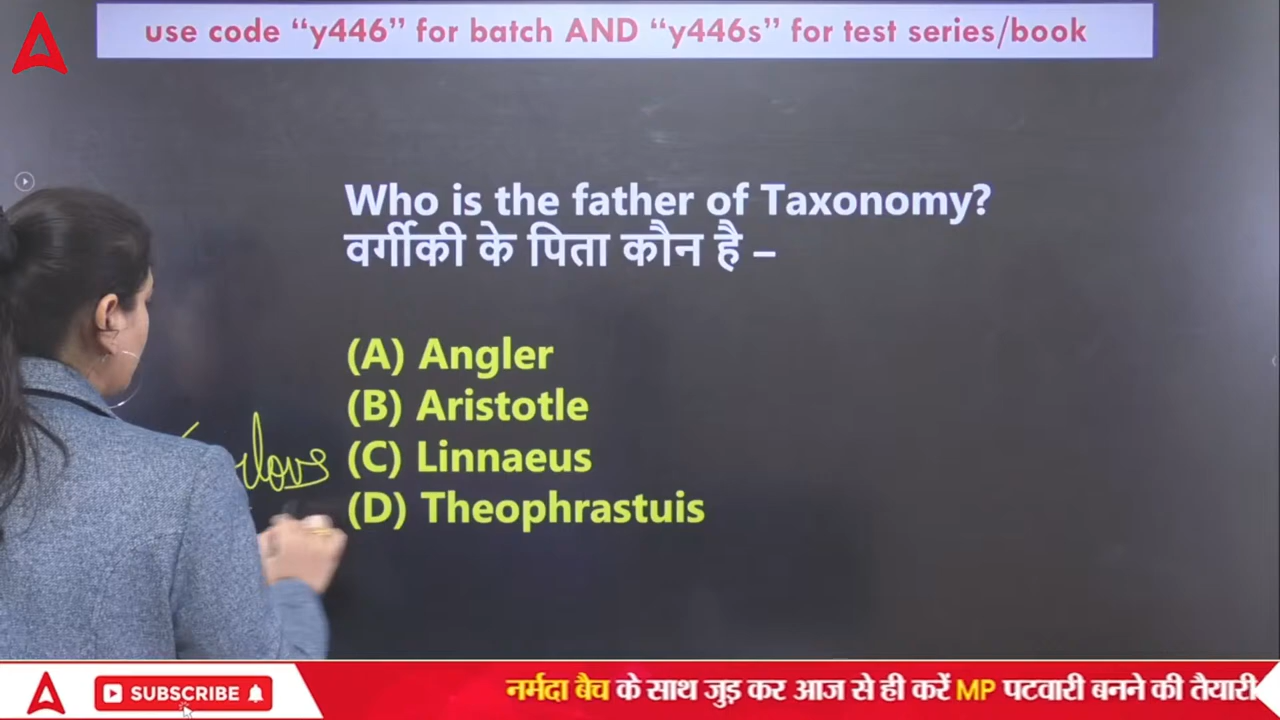 use code “y446” for batch AND “y446s” for test series/book
Who is the father of Taxonomy?
वर्गीकी के पिता कौन है –
(A) Angler
(B) Aristotle
(C) Linnaeus
(D) Theophrastuis
SUBSCRIBE
नर्मदा बैच के साथ जुड़ कर आज से ही करें MP पटवारी बनने की तैयारी